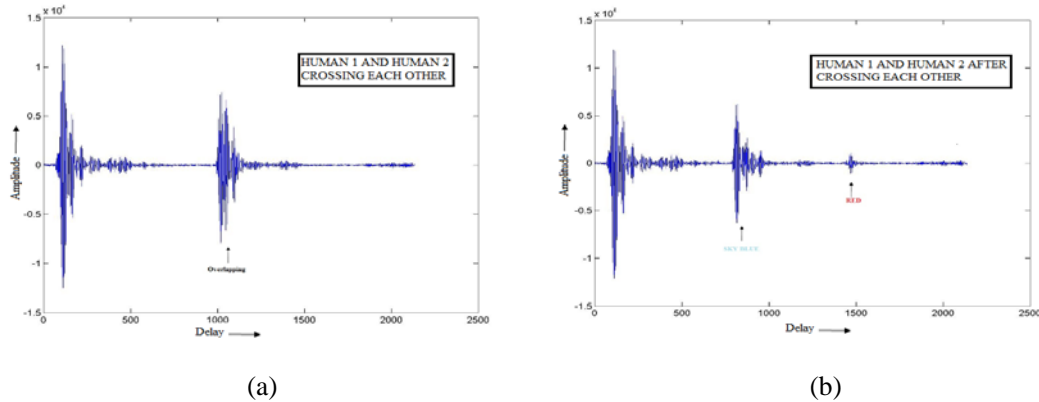 x 10⁴
1.5
HUMAN 1 AND HUMAN 2
CROSSING EACH OTHER
1
0.5
0
-0.5
-1
-1.5
Amplitude
Overlapping
0 500 1000 1500 2000 2500
Delay
(a)
x 10⁴
1.5
HUMAN 1 AND HUMAN 2 AFTER
CROSSING EACH OTHER
1
0.5
0
-0.5
-1
-1.5
Amplitude
RED
SKY BLUE
0 500 1000 1500 2000 2500
Delay
(b)